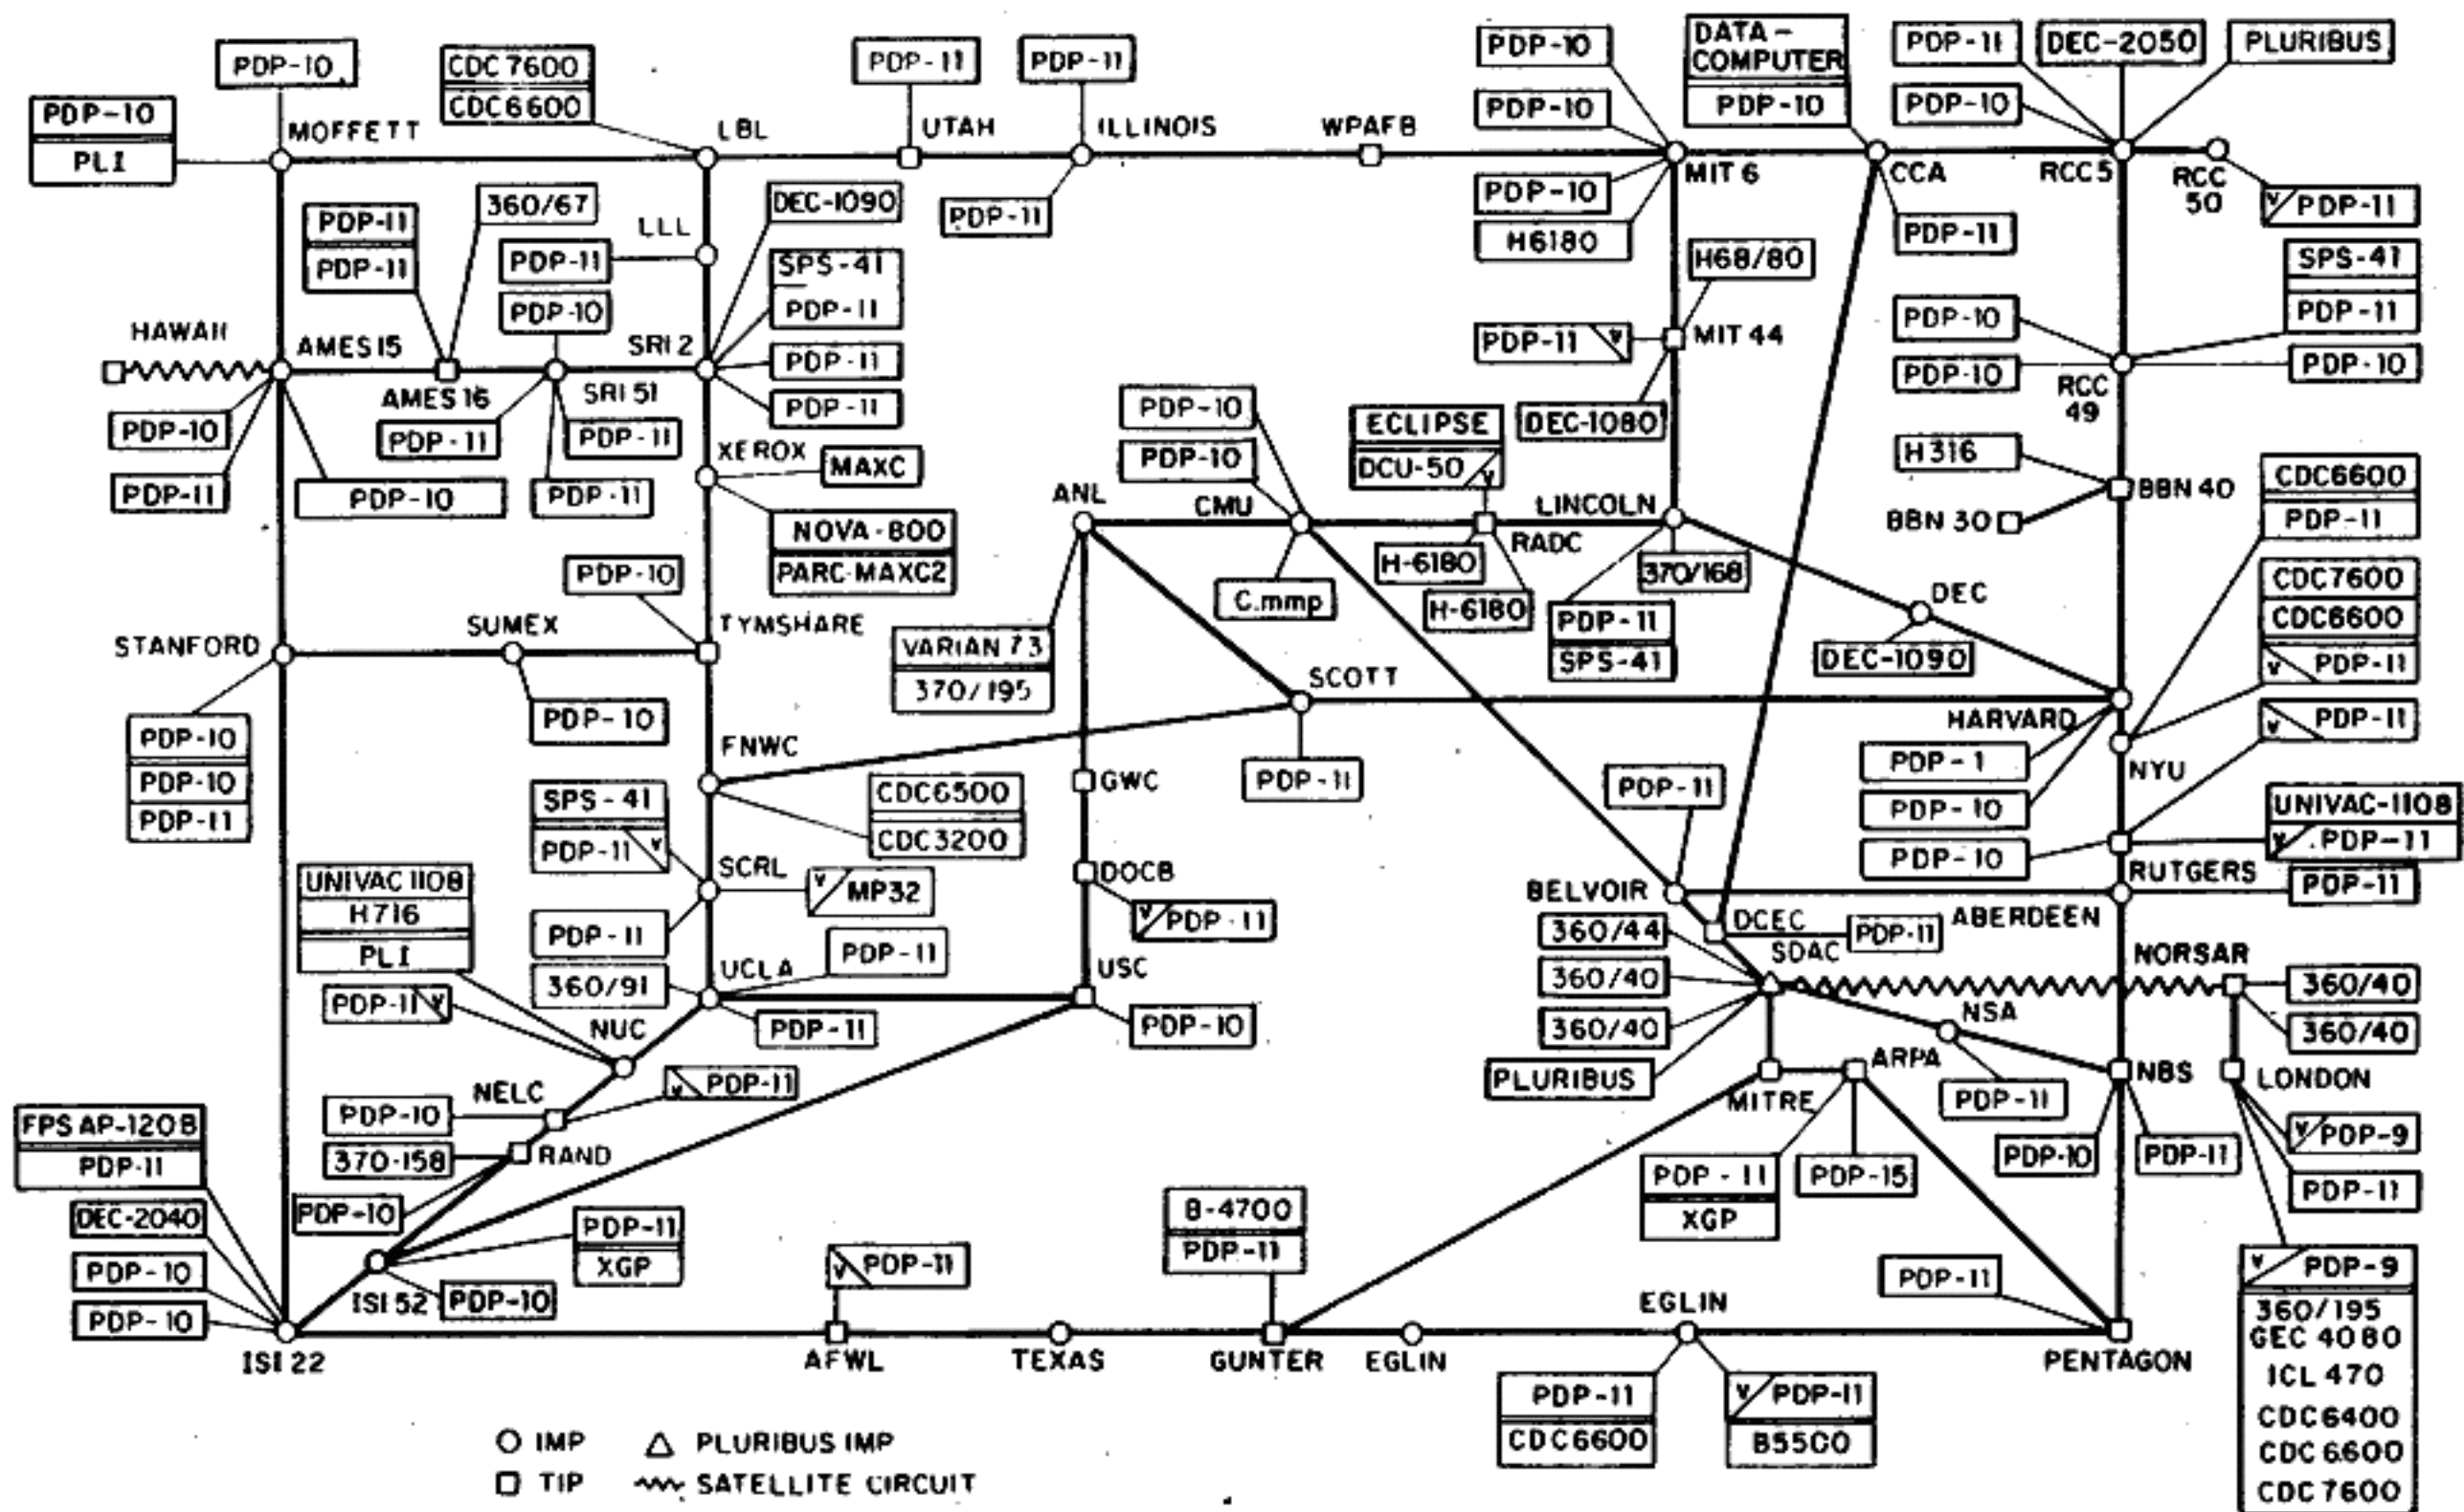 PDP-10
CDC 7600
CDC6600
PDP-11
PDP-11
PDP-10
DATA-
COMPUTER
PDP-10
PDP-11
DEC-2050
PLURIBUS
PDP-10
PLI
MOFFETT
LBL
UTAH
ILLINOIS
WPAFB
PDP-10
PDP-10
MIT 6
CCA
RCC 5
RCC
50
PDP-10
PDP-11
H6180
PDP-11
V PDP-11
PDP-11
PDP-11
360/67
LLL
PDP-11
DEC-1090
SPS-41
PDP-11
H68/80
SPS-41
PDP-11
HAWAII
AMES 15
PDP-10
SRI 2
PDP-11
PDP-11 V
MIT 44
PDP-10
PDP-10
PDP-10
RCC
49
AMES 16
SRI 51
PDP-11
PDP-10
PDP-11
PDP-11
PDP-10
PDP-11
PDP-11
XEROX
MAXC
NOVA-800
PARC-MAXC2
PDP-10
PDP-10
ECLIPSE
DCU-50 V
DEC-1080
H316
BBN 40
BBN 30
CDC6600
PDP-11
ANL
CMU
RADC
LINCOLN
H-6180
H-6180
370/168
C.mmp
PDP-11
SPS-41
DEC
DEC-1090
CDC7600
CDC6600
V PDP-11
PDP-10
STANFORD
SUMEX
TYMSHARE
VARIAN 73
370/195
SCOTT
PDP-10
PDP-10
PDP-11
PDP-10
FNWC
PDP-11
HARVARD
PDP-1
PDP-10
NYU
V PDP-11
SPS-41
PDP-11 V
CDC6500
CDC3200
GWC
PDP-11
PDP-10
UNIVAC-1108
V PDP-11
RUTGERS
UNIVAC 1108
H716
PLI
SCRL
V MP32
DOCB
V PDP-11
BELVOIR
ABERDEEN
PDP-11
PDP-11
360/91
UCLA
PDP-11
USC
360/44
DCEC
PDP-11
SDAC
NORSAR
PDP-11 V
NUC
PDP-11
PDP-10
360/40
360/40
PLURIBUS
NSA
PDP-11
360/40
360/40
NELC
V PDP-11
PDP-10
MITRE
ARPA
NBS
LONDON
FPS AP-120B
PDP-11
370-158
RAND
PDP-10
PDP-11
XGP
PDP-15
PDP-10
PDP-11
V PDP-9
PDP-11
DEC-2040
PDP-10
PDP-10
ISI 52
PDP-11
XGP
PDP-10
V PDP-11
B-4700
PDP-11
PDP-11
V PDP-9
360/195
GEC 4080
ICL 470
CDC6400
CDC6600
CDC7600
ISI 22
AFWL
TEXAS
GUNTER
EGLIN
EGLIN
PENTAGON
PDP-11
CDC6600
V PDP-11
B5500
IMP
PLURIBUS IMP
TIP
SATELLITE CIRCUIT